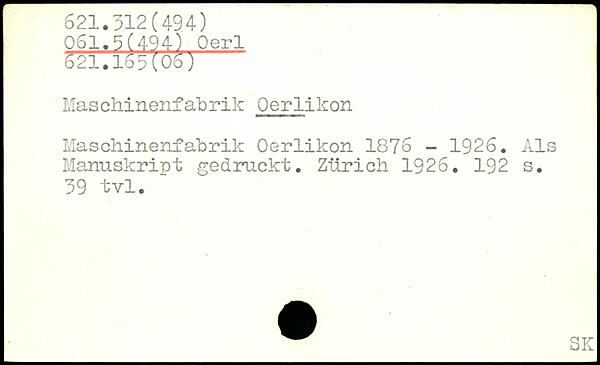 621.312(494)
061.5(494) Oerl
621.165(06)
Maschinenfabrik Oerlikon
Maschinenfabrik Oerlikon 1876 - 1926. Als
Manuskript gedruckt. Zürich 1926. 192 s.
39 tvl.
SK